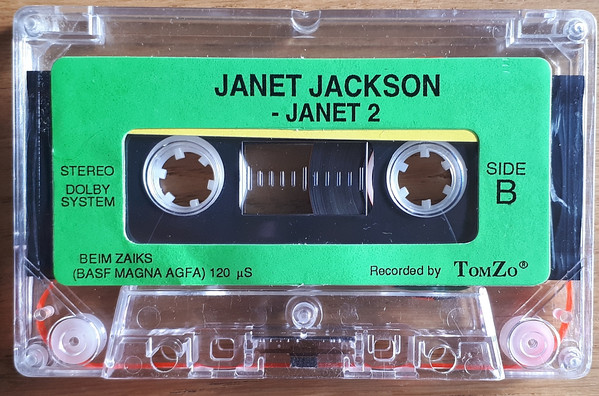 JANET JACKSON
- JANET 2
STEREO
DOLBY
SYSTEM
SIDE
B
BEIM ZAIKS
(BASF MAGNA AGFA) 120 µS
Recorded by TOMZO®